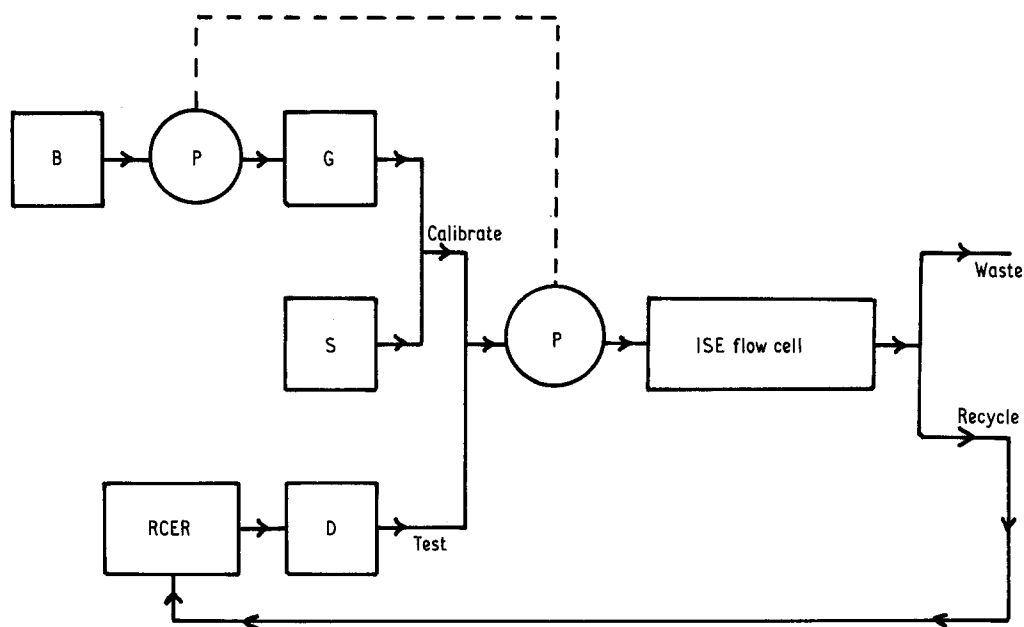 B
P
G
Calibrate
S
P
ISE flow cell
Waste
Recycle
RCER
D
Test